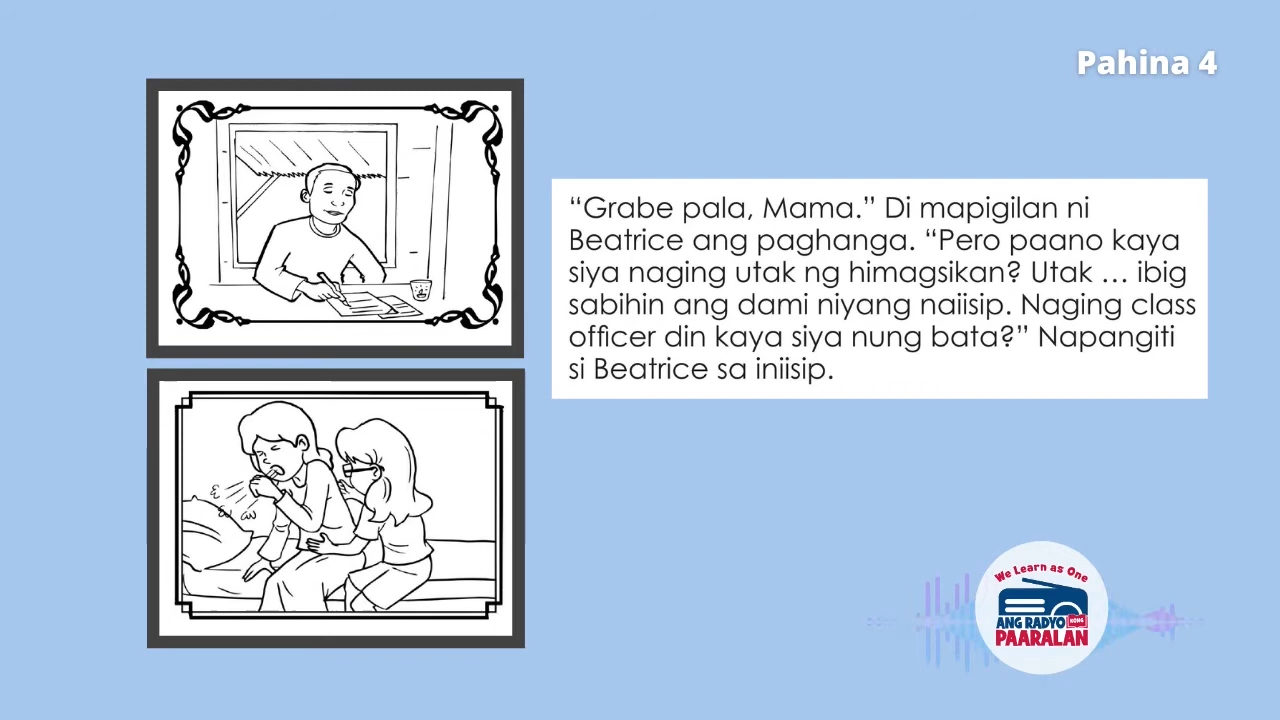 Pahina 4
“Grabe pala, Mama.” Di mapigilan ni
Beatrice ang paghanga. “Pero paano kaya
siya naging utak ng himagsikan? Utak … ibig
sabihin ang dami niyang naiisip. Naging class
officer din kaya siya nung bata?” Napangiti
si Beatrice sa iniisip.
We Learn as One
ANG RADYO NONG
PAARALAN